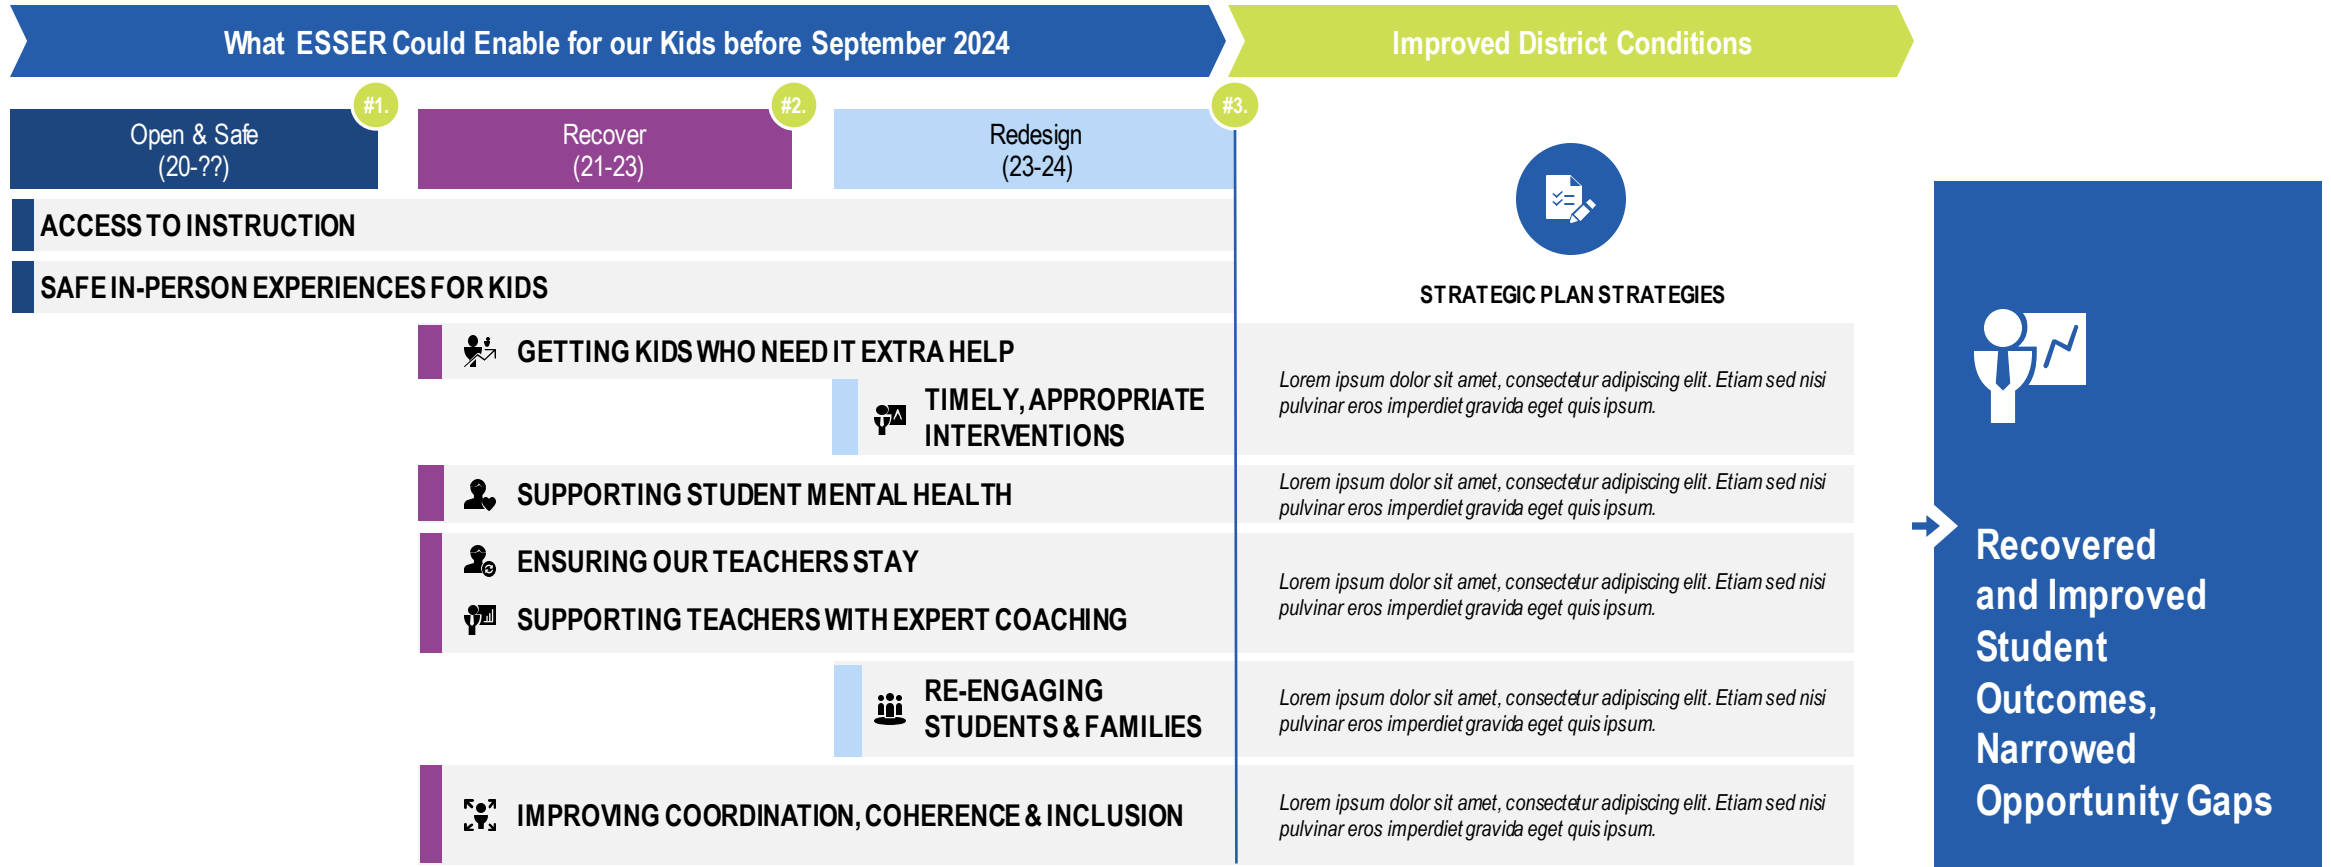 What ESSER Could Enable for our Kids before September 2024
Improved District Conditions
#1.
#2.
#3.
Open & Safe
(20-??)
Recover
(21-23)
Redesign
(23-24)
ACCESS TO INSTRUCTION
SAFE IN-PERSON EXPERIENCES FOR KIDS
STRATEGIC PLAN STRATEGIES
GETTING KIDS WHO NEED IT EXTRA HELP
TIMELY, APPROPRIATE
INTERVENTIONS
Lorem ipsum dolor sit amet, consectetur adipiscing elit. Etiam sed nisi
pulvinar eros imperdiet gravida eget quis ipsum.
SUPPORTING STUDENT MENTAL HEALTH
Lorem ipsum dolor sit amet, consectetur adipiscing elit. Etiam sed nisi
pulvinar eros imperdiet gravida eget quis ipsum.
ENSURING OUR TEACHERS STAY
SUPPORTING TEACHERS WITH EXPERT COACHING
Lorem ipsum dolor sit amet, consectetur adipiscing elit. Etiam sed nisi
pulvinar eros imperdiet gravida eget quis ipsum.
RE-ENGAGING
STUDENTS & FAMILIES
Lorem ipsum dolor sit amet, consectetur adipiscing elit. Etiam sed nisi
pulvinar eros imperdiet gravida eget quis ipsum.
IMPROVING COORDINATION, COHERENCE & INCLUSION
Lorem ipsum dolor sit amet, consectetur adipiscing elit. Etiam sed nisi
pulvinar eros imperdiet gravida eget quis ipsum.
Recovered
and Improved
Student
Outcomes,
Narrowed
Opportunity Gaps